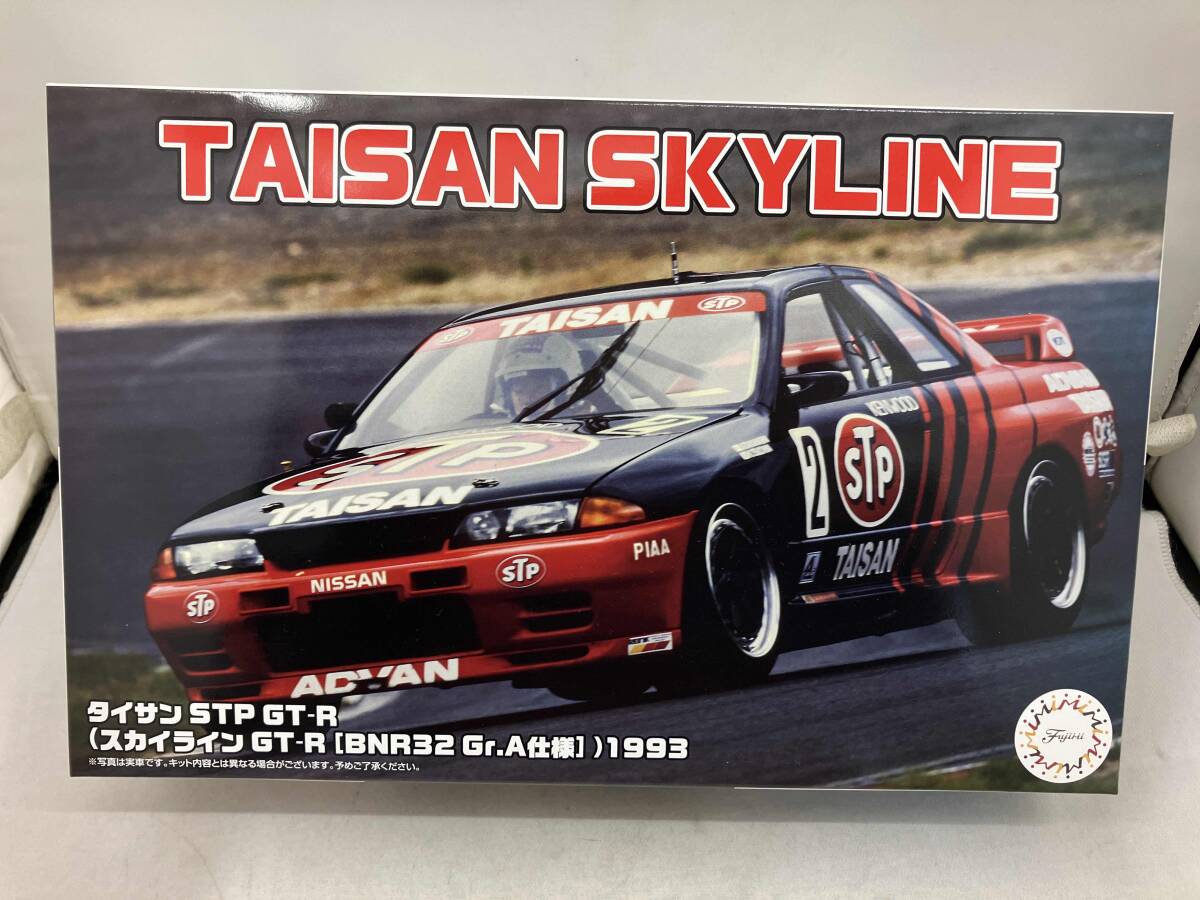 TAISAN SKYLINE
TAISAN
STP
STP
STP
TAISAN
2
KENWOOD
2
STP
TAISAN
PIAA
NISSAN
STP
STP
ADVAN
タイサン STP GT-R
(スカイライン GT-R [BNR32 Gr.A仕様] )1993
※写真は実車です。キット内容とは異なる場合がございます。予めご了承ください。
Fujimi